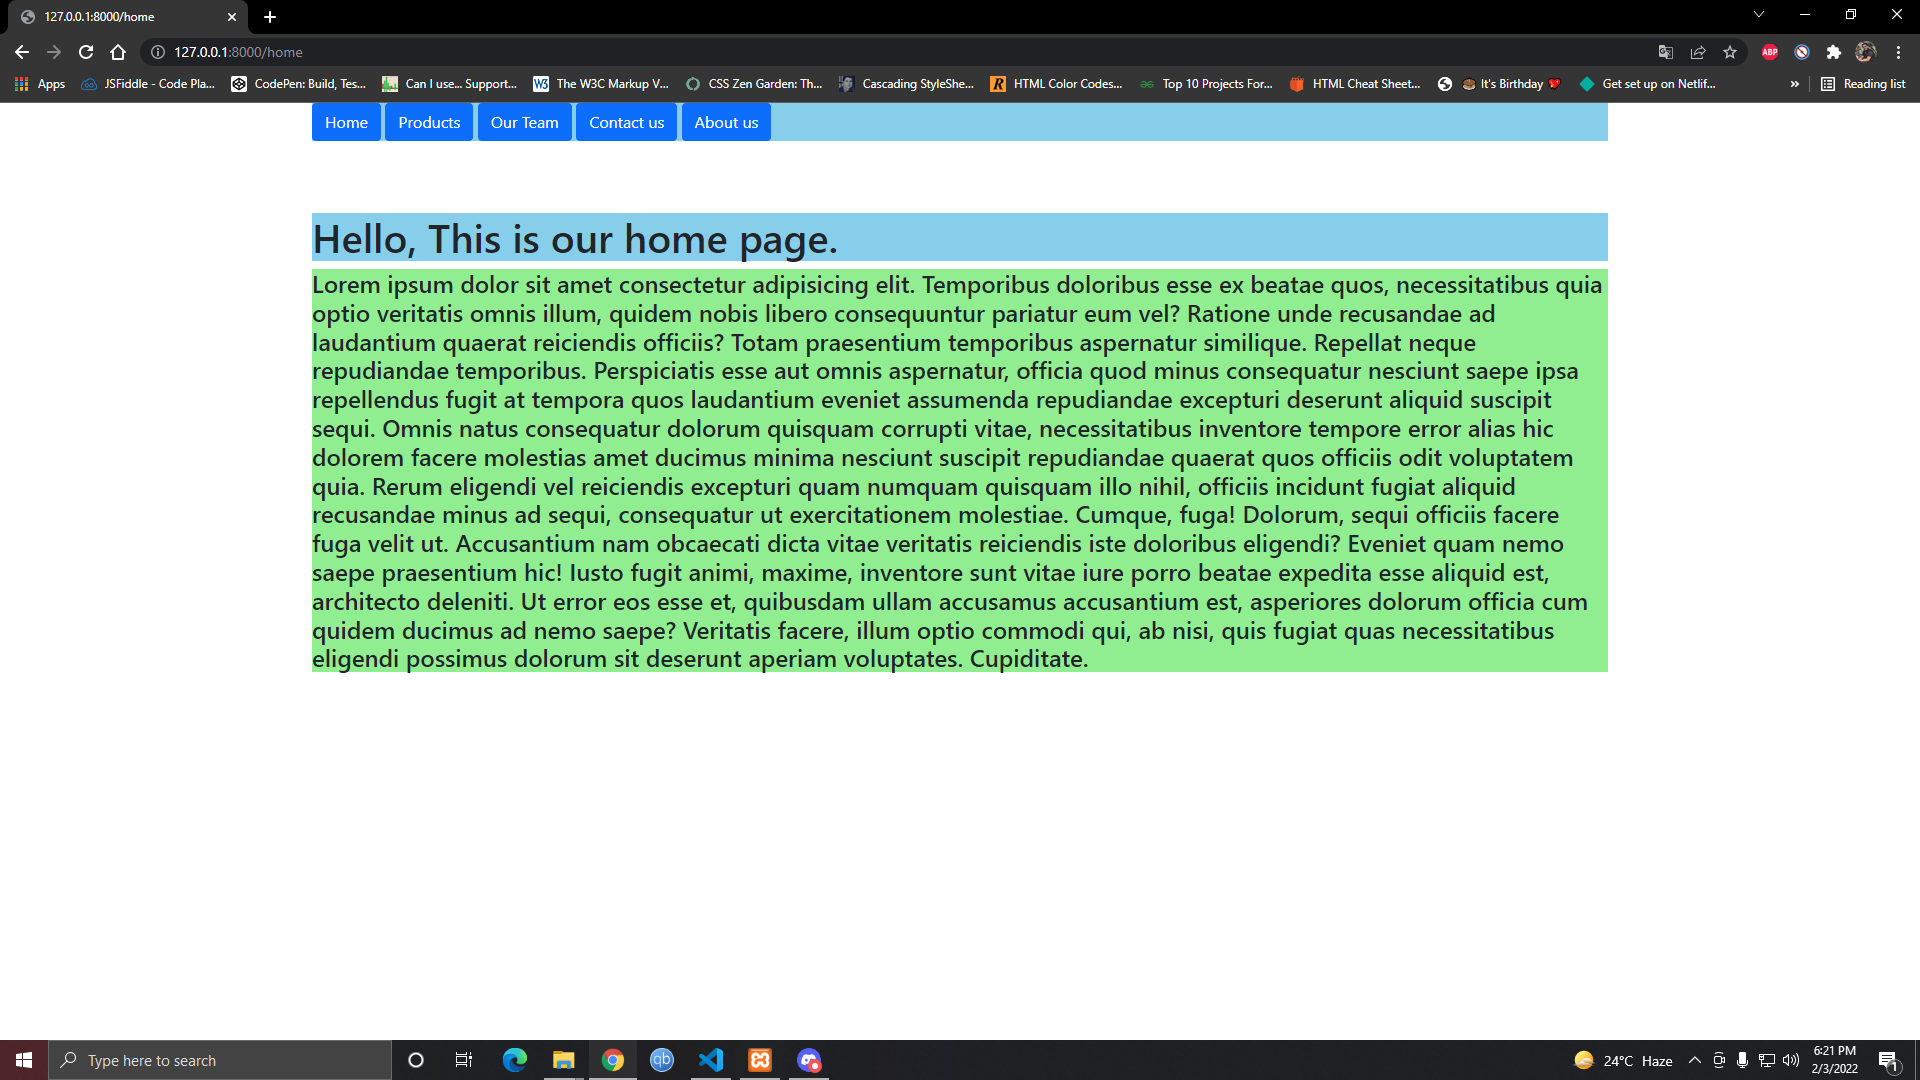 127.0.0.1:8000/home
127.0.0.1:8000/home
ABP
Apps JSFiddle - Code Pla... CodePen: Build, Tes... Can I use... Support... W3 The W3C Markup V... CSS Zen Garden: Th... Cascading StyleShe... R HTML Color Codes... Top 10 Projects For... HTML Cheat Sheet... It's Birthday Get set up on Netlif... » Reading list
Home Products Our Team Contact us About us
Hello, This is our home page.
Lorem ipsum dolor sit amet consectetur adipisicing elit. Temporibus doloribus esse ex beatae quos, necessitatibus quia
optio veritatis omnis illum, quidem nobis libero consequuntur pariatur eum vel? Ratione unde recusandae ad
laudantium quaerat reiciendis officiis? Totam praesentium temporibus aspernatur similique. Repellat neque
repudiandae temporibus. Perspiciatis esse aut omnis aspernatur, officia quod minus consequatur nesciunt saepe ipsa
repellendus fugit at tempora quos laudantium eveniet assumenda repudiandae excepturi deserunt aliquid suscipit
sequi. Omnis natus consequatur dolorum quisquam corrupti vitae, necessitatibus inventore tempore error alias hic
dolorem facere molestias amet ducimus minima nesciunt suscipit repudiandae quaerat quos officiis odit voluptatem
quia. Rerum eligendi vel reiciendis excepturi quam numquam quisquam illo nihil, officiis incidunt fugiat aliquid
recusandae minus ad sequi, consequatur ut exercitationem molestiae. Cumque, fuga! Dolorum, sequi officiis facere
fuga velit ut. Accusantium nam obcaecati dicta vitae veritatis reiciendis iste doloribus eligendi? Eveniet quam nemo
saepe praesentium hic! Iusto fugit animi, maxime, inventore sunt vitae iure porro beatae expedita esse aliquid est,
architecto deleniti. Ut error eos esse et, quibusdam ullam accusamus accusantium est, asperiores dolorum officia cum
quidem ducimus ad nemo saepe? Veritatis facere, illum optio commodi qui, ab nisi, quis fugiat quas necessitatibus
eligendi possimus dolorum sit deserunt aperiam voluptates. Cupiditate.
Type here to search qb 24°C Haze 6:21 PM
2/3/2022 1